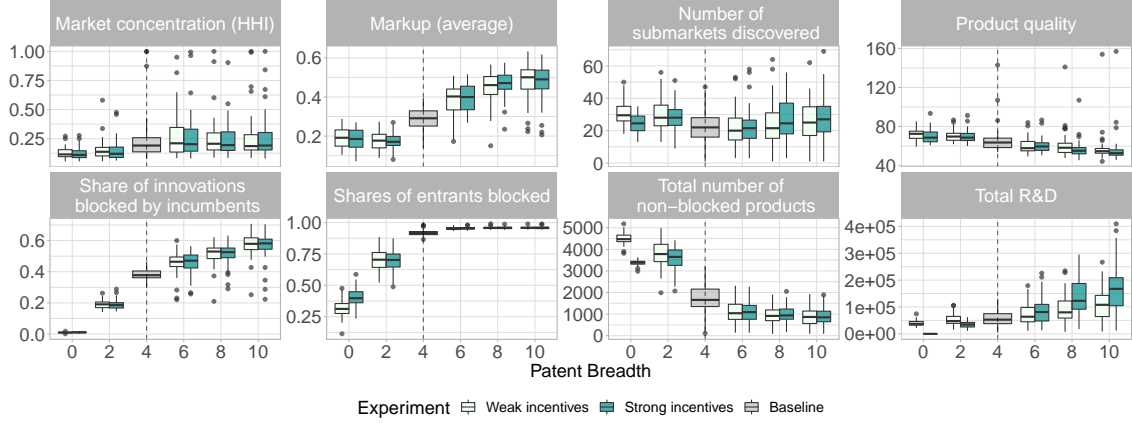 Market concentration (HHI)
Markup (average)
Number of
submarkets discovered
Product quality
1.00
0.75
0.50
0.25
0.6
0.4
0.2
60
40
20
0
160
120
80
40
Share of innovations
blocked by incumbents
Shares of entrants blocked
Total number of
non−blocked products
Total R&D
0.6
0.4
0.2
0.0
1.00
0.75
0.50
0.25
5000
4000
3000
2000
1000
0
4e+05
3e+05
2e+05
1e+05
0e+00
0 2 4 6 8 10
0 2 4 6 8 10
0 2 4 6 8 10
0 2 4 6 8 10
Patent Breadth
Experiment Weak incentives Strong incentives Baseline